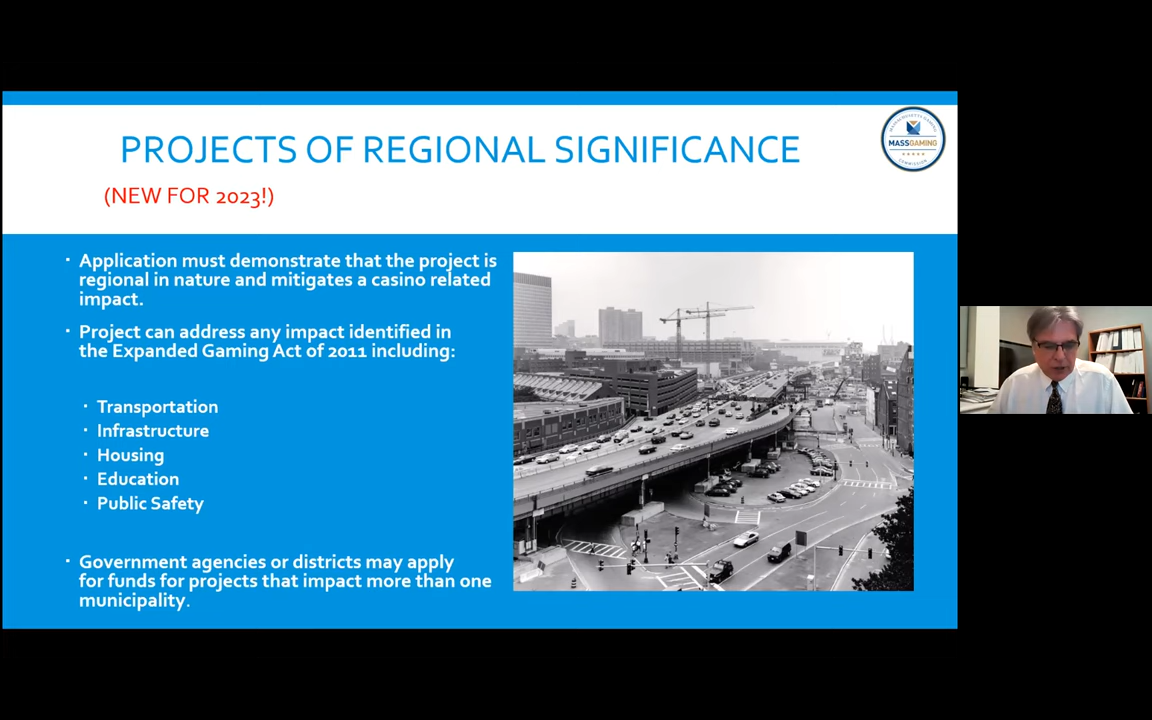 PROJECTS OF REGIONAL SIGNIFICANCE
(NEW FOR 2023!)
MASSACHUSETTS GAMING
MASSGAMING
COMMISSION
Application must demonstrate that the project is
regional in nature and mitigates a casino related
impact.
Project can address any impact identified in
the Expanded Gaming Act of 2011 including:
Transportation
Infrastructure
Housing
Education
Public Safety
Government agencies or districts may apply
for funds for projects that impact more than one
municipality.